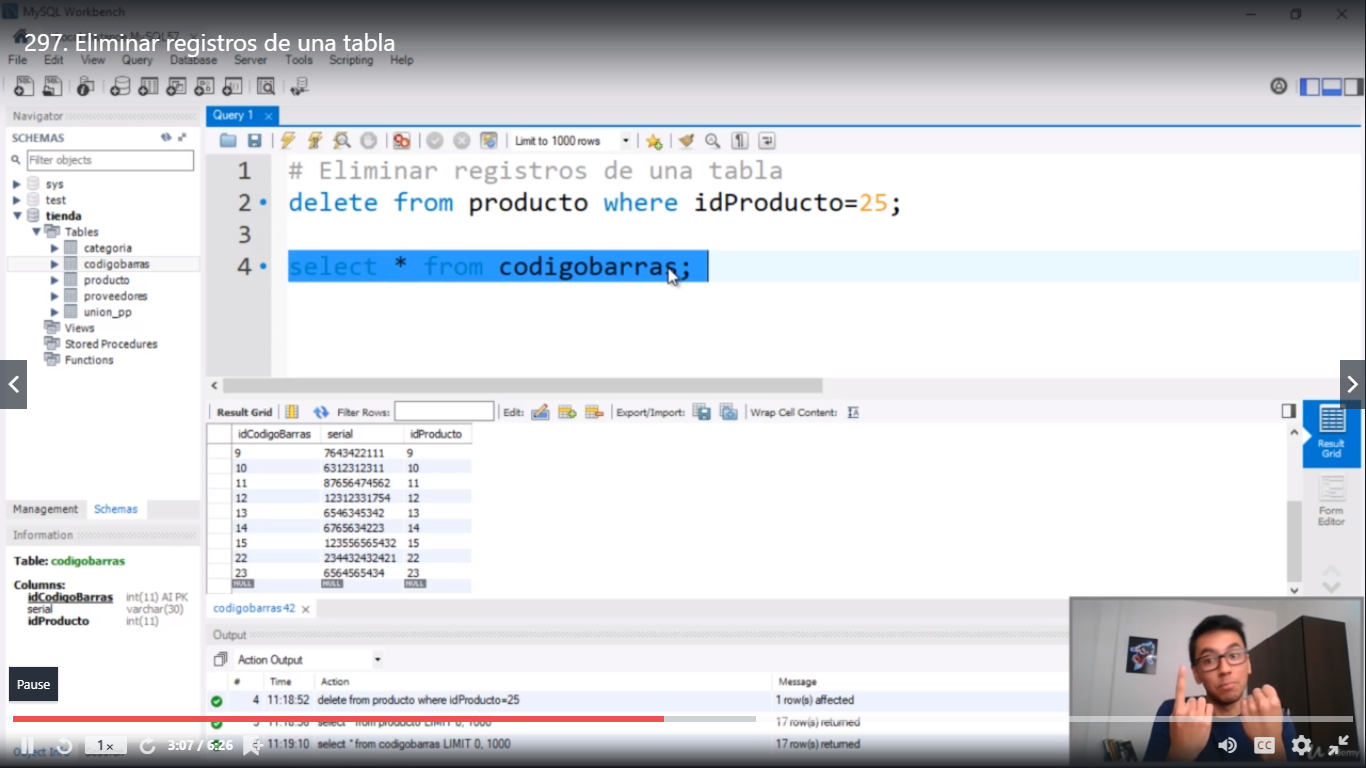 MySQL Workbench
297. Eliminar registros de una tabla
File Edit View Query Database Server Tools Scripting Help
Navigator
Query 1
SCHEMAS
Limit to 1000 rows
Filter objects
sys
test
tienda
Tables
categoria
codigobarras
producto
proveedores
union_pp
Views
Stored Procedures
Functions
1 # Eliminar registros de una tabla
2 delete from producto where idProducto=25;
3
4 select * from codigobarras;
Result Grid Filter Rows: Edit: Export/Import: Wrap Cell Content:
idCodigoBarras serial idProducto
9 7643422111 9
10 6312312311 10
11 87656474562 11
12 12312331754 12
13 6546345342 13
14 6765634223 14
15 123556565432 15
22 234432432421 22
23 6564565434 23
NULL NULL NULL
Result
Grid
Form
Editor
Management Schemas
Information
Table: codigobarras
Columns:
idCodigoBarras int(11) AI PK
serial varchar(30)
idProducto int(11)
codigobarras 42
Output
Action Output
# Time Action Message
4 11:18:52 delete from producto where idProducto=25 1 row(s) affected
5 11:18:56 select * from producto LIMIT 0, 1000 17 row(s) returned
11:19:10 select * from codigobarras LIMIT 0, 1000 17 row(s) returned
Pause
1x
3:07 / 6:26
CC